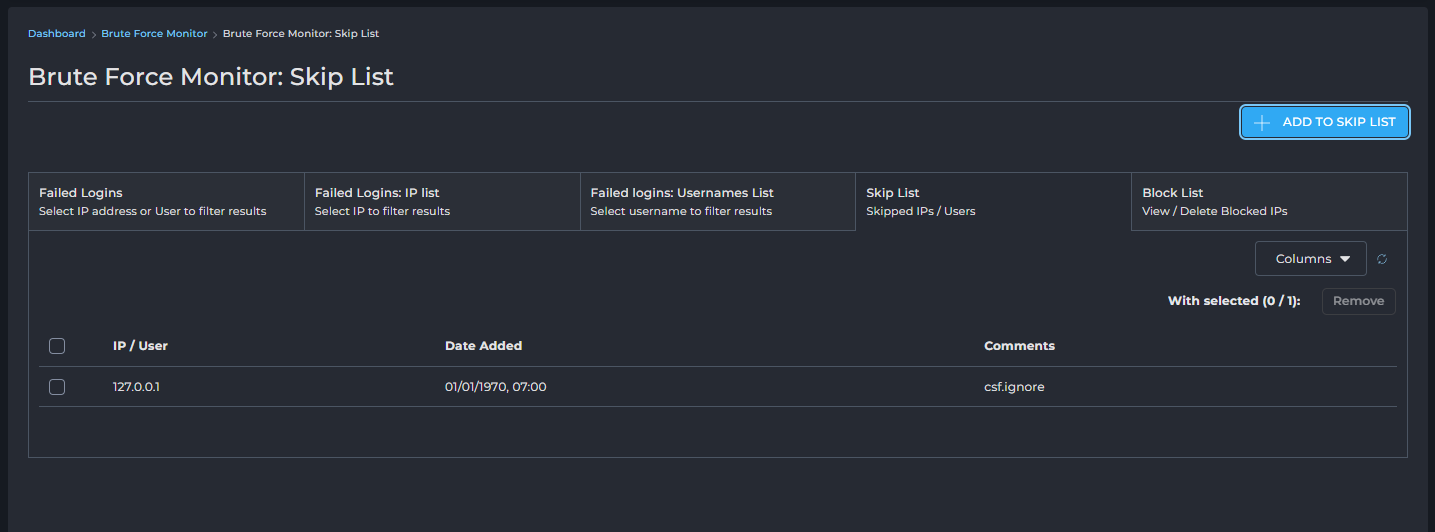 Dashboard > Brute Force Monitor > Brute Force Monitor: Skip List
Brute Force Monitor: Skip List
ADD TO SKIP LIST
Failed Logins
Select IP address or User to filter results
Failed Logins: IP list
Select IP to filter results
Failed logins: Usernames List
Select username to filter results
Skip List
Skipped IPs / Users
Block List
View / Delete Blocked IPs
Columns
With selected (0 / 1): Remove
IP / User Date Added Comments
127.0.0.1 01/01/1970, 07:00 csf.ignore